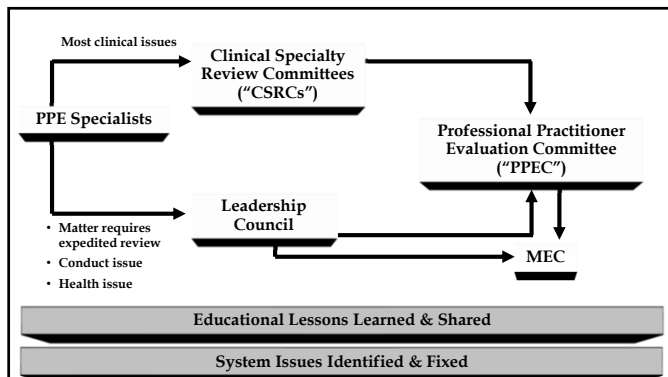 Most clinical issues
Clinical Specialty
Review Committees
(“CSRCs”)
PPE Specialists
Professional Practitioner
Evaluation Committee
(“PPEC”)
Leadership
Council
• Matter requires
expedited review
• Conduct issue
• Health issue
MEC
Educational Lessons Learned & Shared
System Issues Identified & Fixed